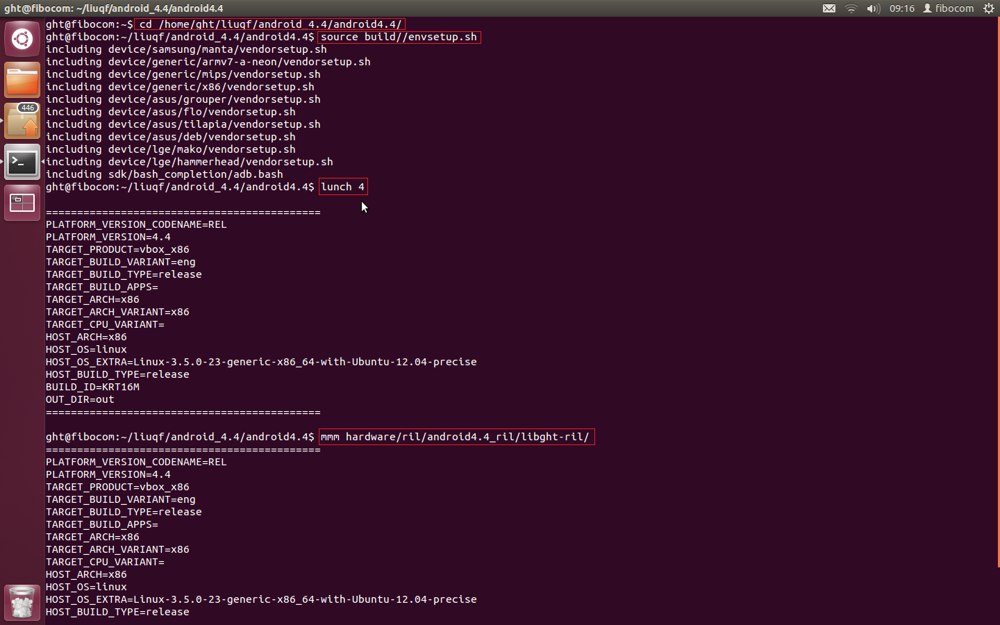 ght@fibocom: ~/liuqf/android_4.4/android4.4
09:16 fibocom
446
ght@fibocom:~$ cd /home/ght/liuqf/android_4.4/android4.4/
ght@fibocom:~/liuqf/android_4.4/android4.4$ source build//envsetup.sh
including device/samsung/manta/vendorsetup.sh
including device/generic/armv7-a-neon/vendorsetup.sh
including device/generic/mips/vendorsetup.sh
including device/generic/x86/vendorsetup.sh
including device/asus/grouper/vendorsetup.sh
including device/asus/flo/vendorsetup.sh
including device/asus/tilapia/vendorsetup.sh
including device/asus/deb/vendorsetup.sh
including device/lge/mako/vendorsetup.sh
including device/lge/hammerhead/vendorsetup.sh
including sdk/bash_completion/adb.bash
ght@fibocom:~/liuqf/android_4.4/android4.4$ lunch 4
============================================
PLATFORM_VERSION_CODENAME=REL
PLATFORM_VERSION=4.4
TARGET_PRODUCT=vbox_x86
TARGET_BUILD_VARIANT=eng
TARGET_BUILD_TYPE=release
TARGET_BUILD_APPS=
TARGET_ARCH=x86
TARGET_ARCH_VARIANT=x86
TARGET_CPU_VARIANT=
HOST_ARCH=x86
HOST_OS=linux
HOST_OS_EXTRA=Linux-3.5.0-23-generic-x86_64-with-Ubuntu-12.04-precise
HOST_BUILD_TYPE=release
BUILD_ID=KRT16M
OUT_DIR=out
============================================
ght@fibocom:~/liuqf/android_4.4/android4.4$ mmm hardware/ril/android4.4_ril/libght-ril/
============================================
PLATFORM_VERSION_CODENAME=REL
PLATFORM_VERSION=4.4
TARGET_PRODUCT=vbox_x86
TARGET_BUILD_VARIANT=eng
TARGET_BUILD_TYPE=release
TARGET_BUILD_APPS=
TARGET_ARCH=x86
TARGET_ARCH_VARIANT=x86
TARGET_CPU_VARIANT=
HOST_ARCH=x86
HOST_OS=linux
HOST_OS_EXTRA=Linux-3.5.0-23-generic-x86_64-with-Ubuntu-12.04-precise
HOST_BUILD_TYPE=release